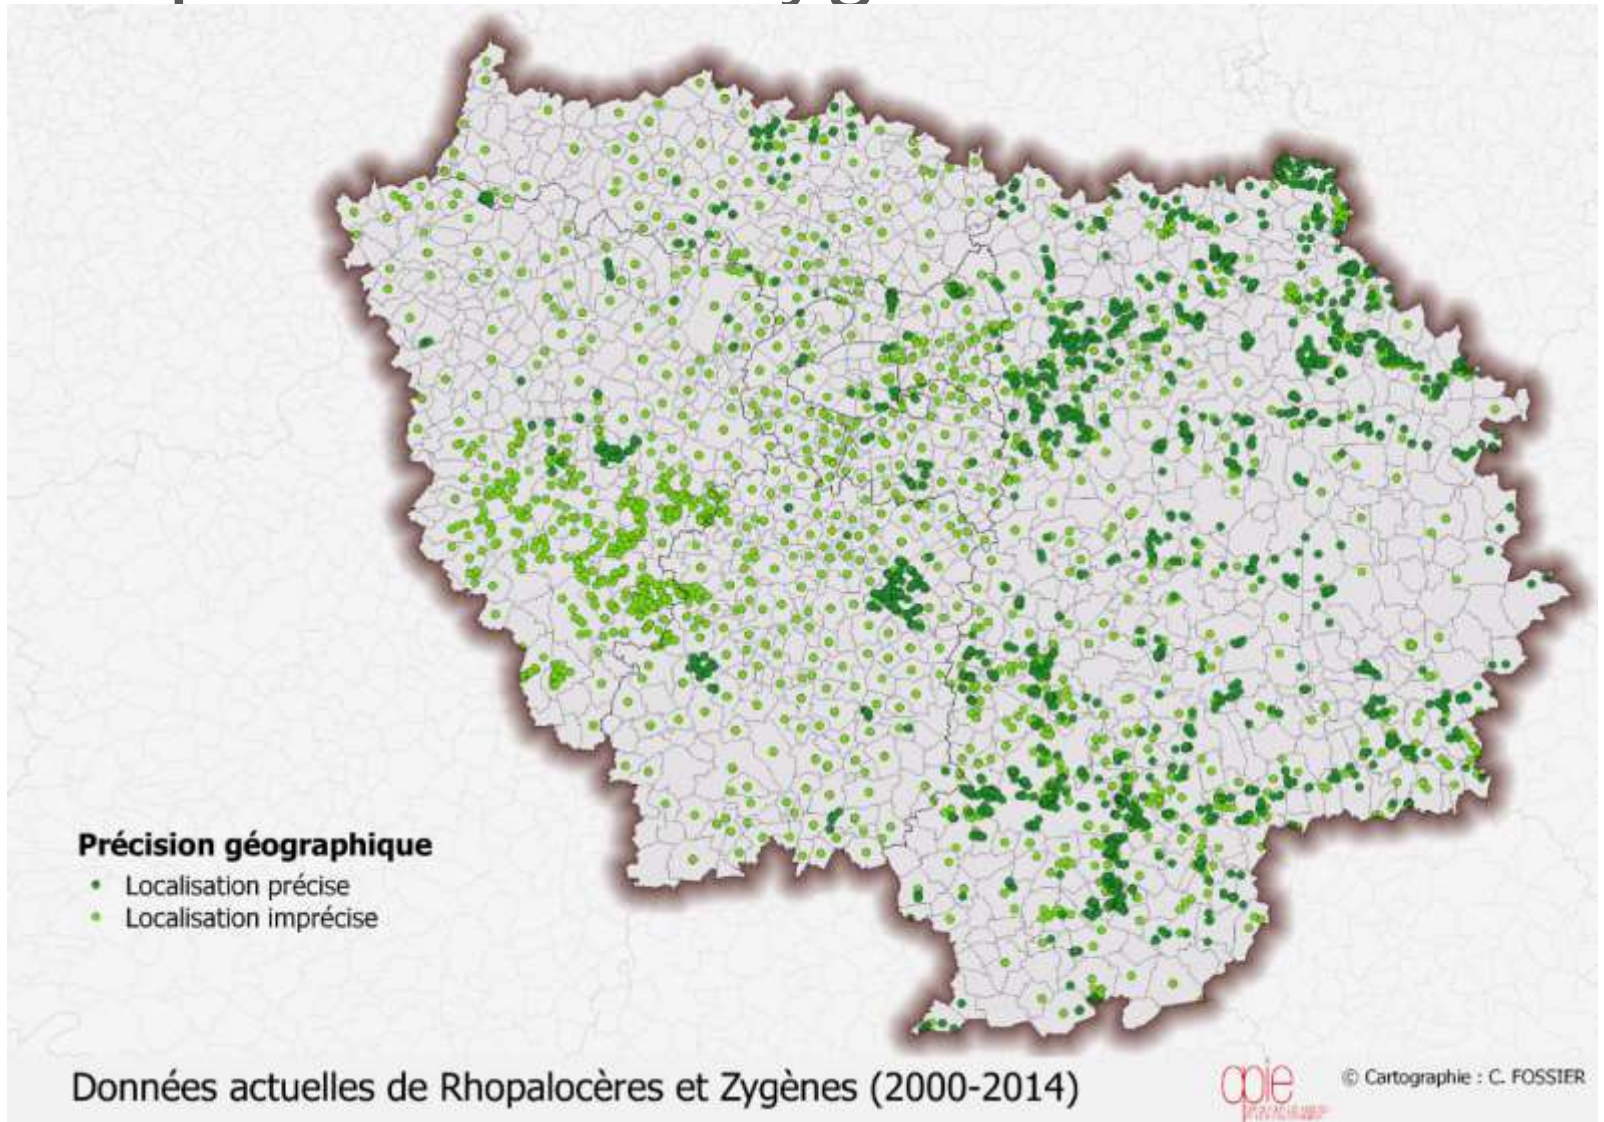 Précision géographique
Localisation précise
Localisation imprécise
Données actuelles de Rhopalocères et Zygènes (2000-2014)
opie
© Cartographie : C. FOSSIER